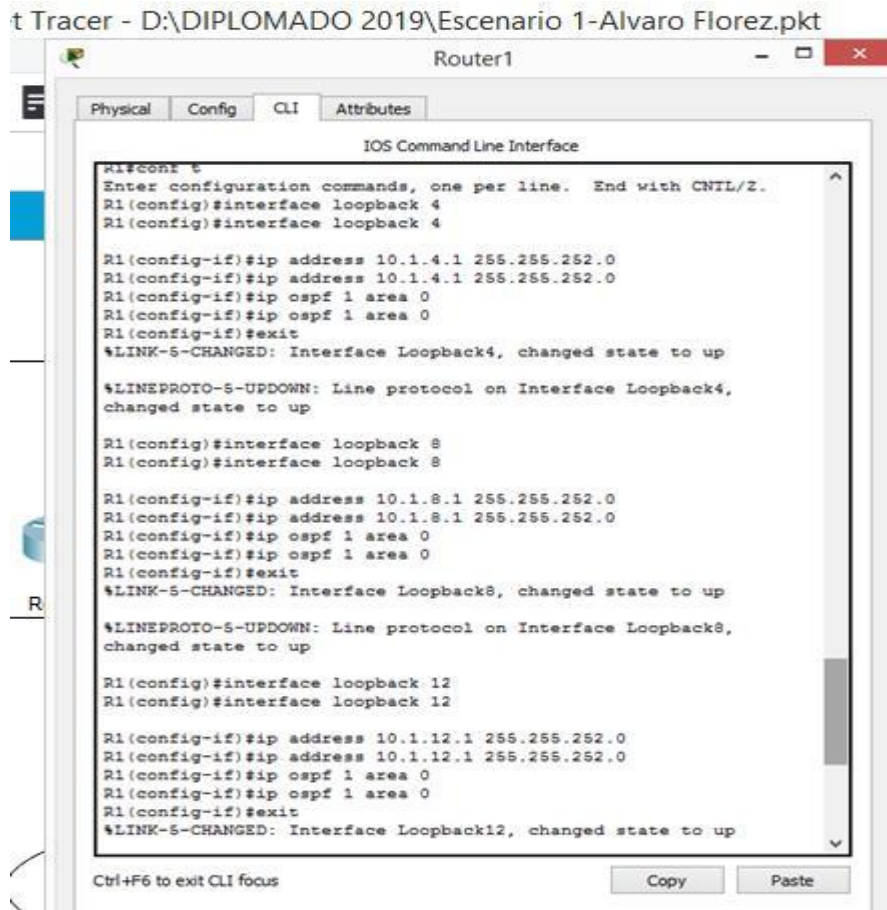 t Tracer - D:\DIPLOMADO 2019\Escenario 1-Alvaro Florez.pkt
Router1
Physical Config CLI Attributes
IOS Command Line Interface
R1#conf t
Enter configuration commands, one per line. End with CNTL/Z.
R1(config)#interface loopback 4
R1(config)#interface loopback 4
R1(config-if)#ip address 10.1.4.1 255.255.252.0
R1(config-if)#ip address 10.1.4.1 255.255.252.0
R1(config-if)#ip ospf 1 area 0
R1(config-if)#ip ospf 1 area 0
R1(config-if)#exit
%LINK-5-CHANGED: Interface Loopback4, changed state to up
%LINEPROTO-5-UPDOWN: Line protocol on Interface Loopback4,
changed state to up
R1(config)#interface loopback 8
R1(config)#interface loopback 8
R1(config-if)#ip address 10.1.8.1 255.255.252.0
R1(config-if)#ip address 10.1.8.1 255.255.252.0
R1(config-if)#ip ospf 1 area 0
R1(config-if)#ip ospf 1 area 0
R1(config-if)#exit
%LINK-5-CHANGED: Interface Loopback8, changed state to up
R
%LINEPROTO-5-UPDOWN: Line protocol on Interface Loopback8,
changed state to up
R1(config)#interface loopback 12
R1(config)#interface loopback 12
R1(config-if)#ip address 10.1.12.1 255.255.252.0
R1(config-if)#ip address 10.1.12.1 255.255.252.0
R1(config-if)#ip ospf 1 area 0
R1(config-if)#ip ospf 1 area 0
R1(config-if)#exit
%LINK-5-CHANGED: Interface Loopback12, changed state to up
Ctrl+F6 to exit CLI focus Copy Paste